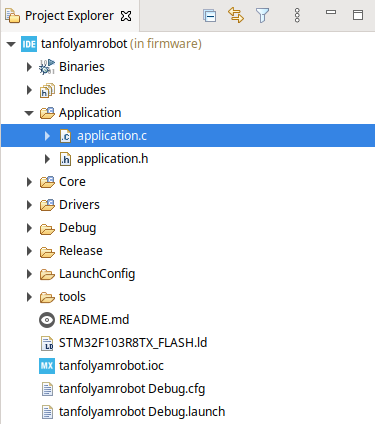 Project Explorer
IDE tanfolyamrobot (in firmware)
Binaries
Includes
Application
.c application.c
.h application.h
Core
Drivers
Debug
Release
LaunchConfig
tools
README.md
LD STM32F103R8TX_FLASH.ld
MX tanfolyamrobot.ioc
tanfolyamrobot Debug.cfg
tanfolyamrobot Debug.launch